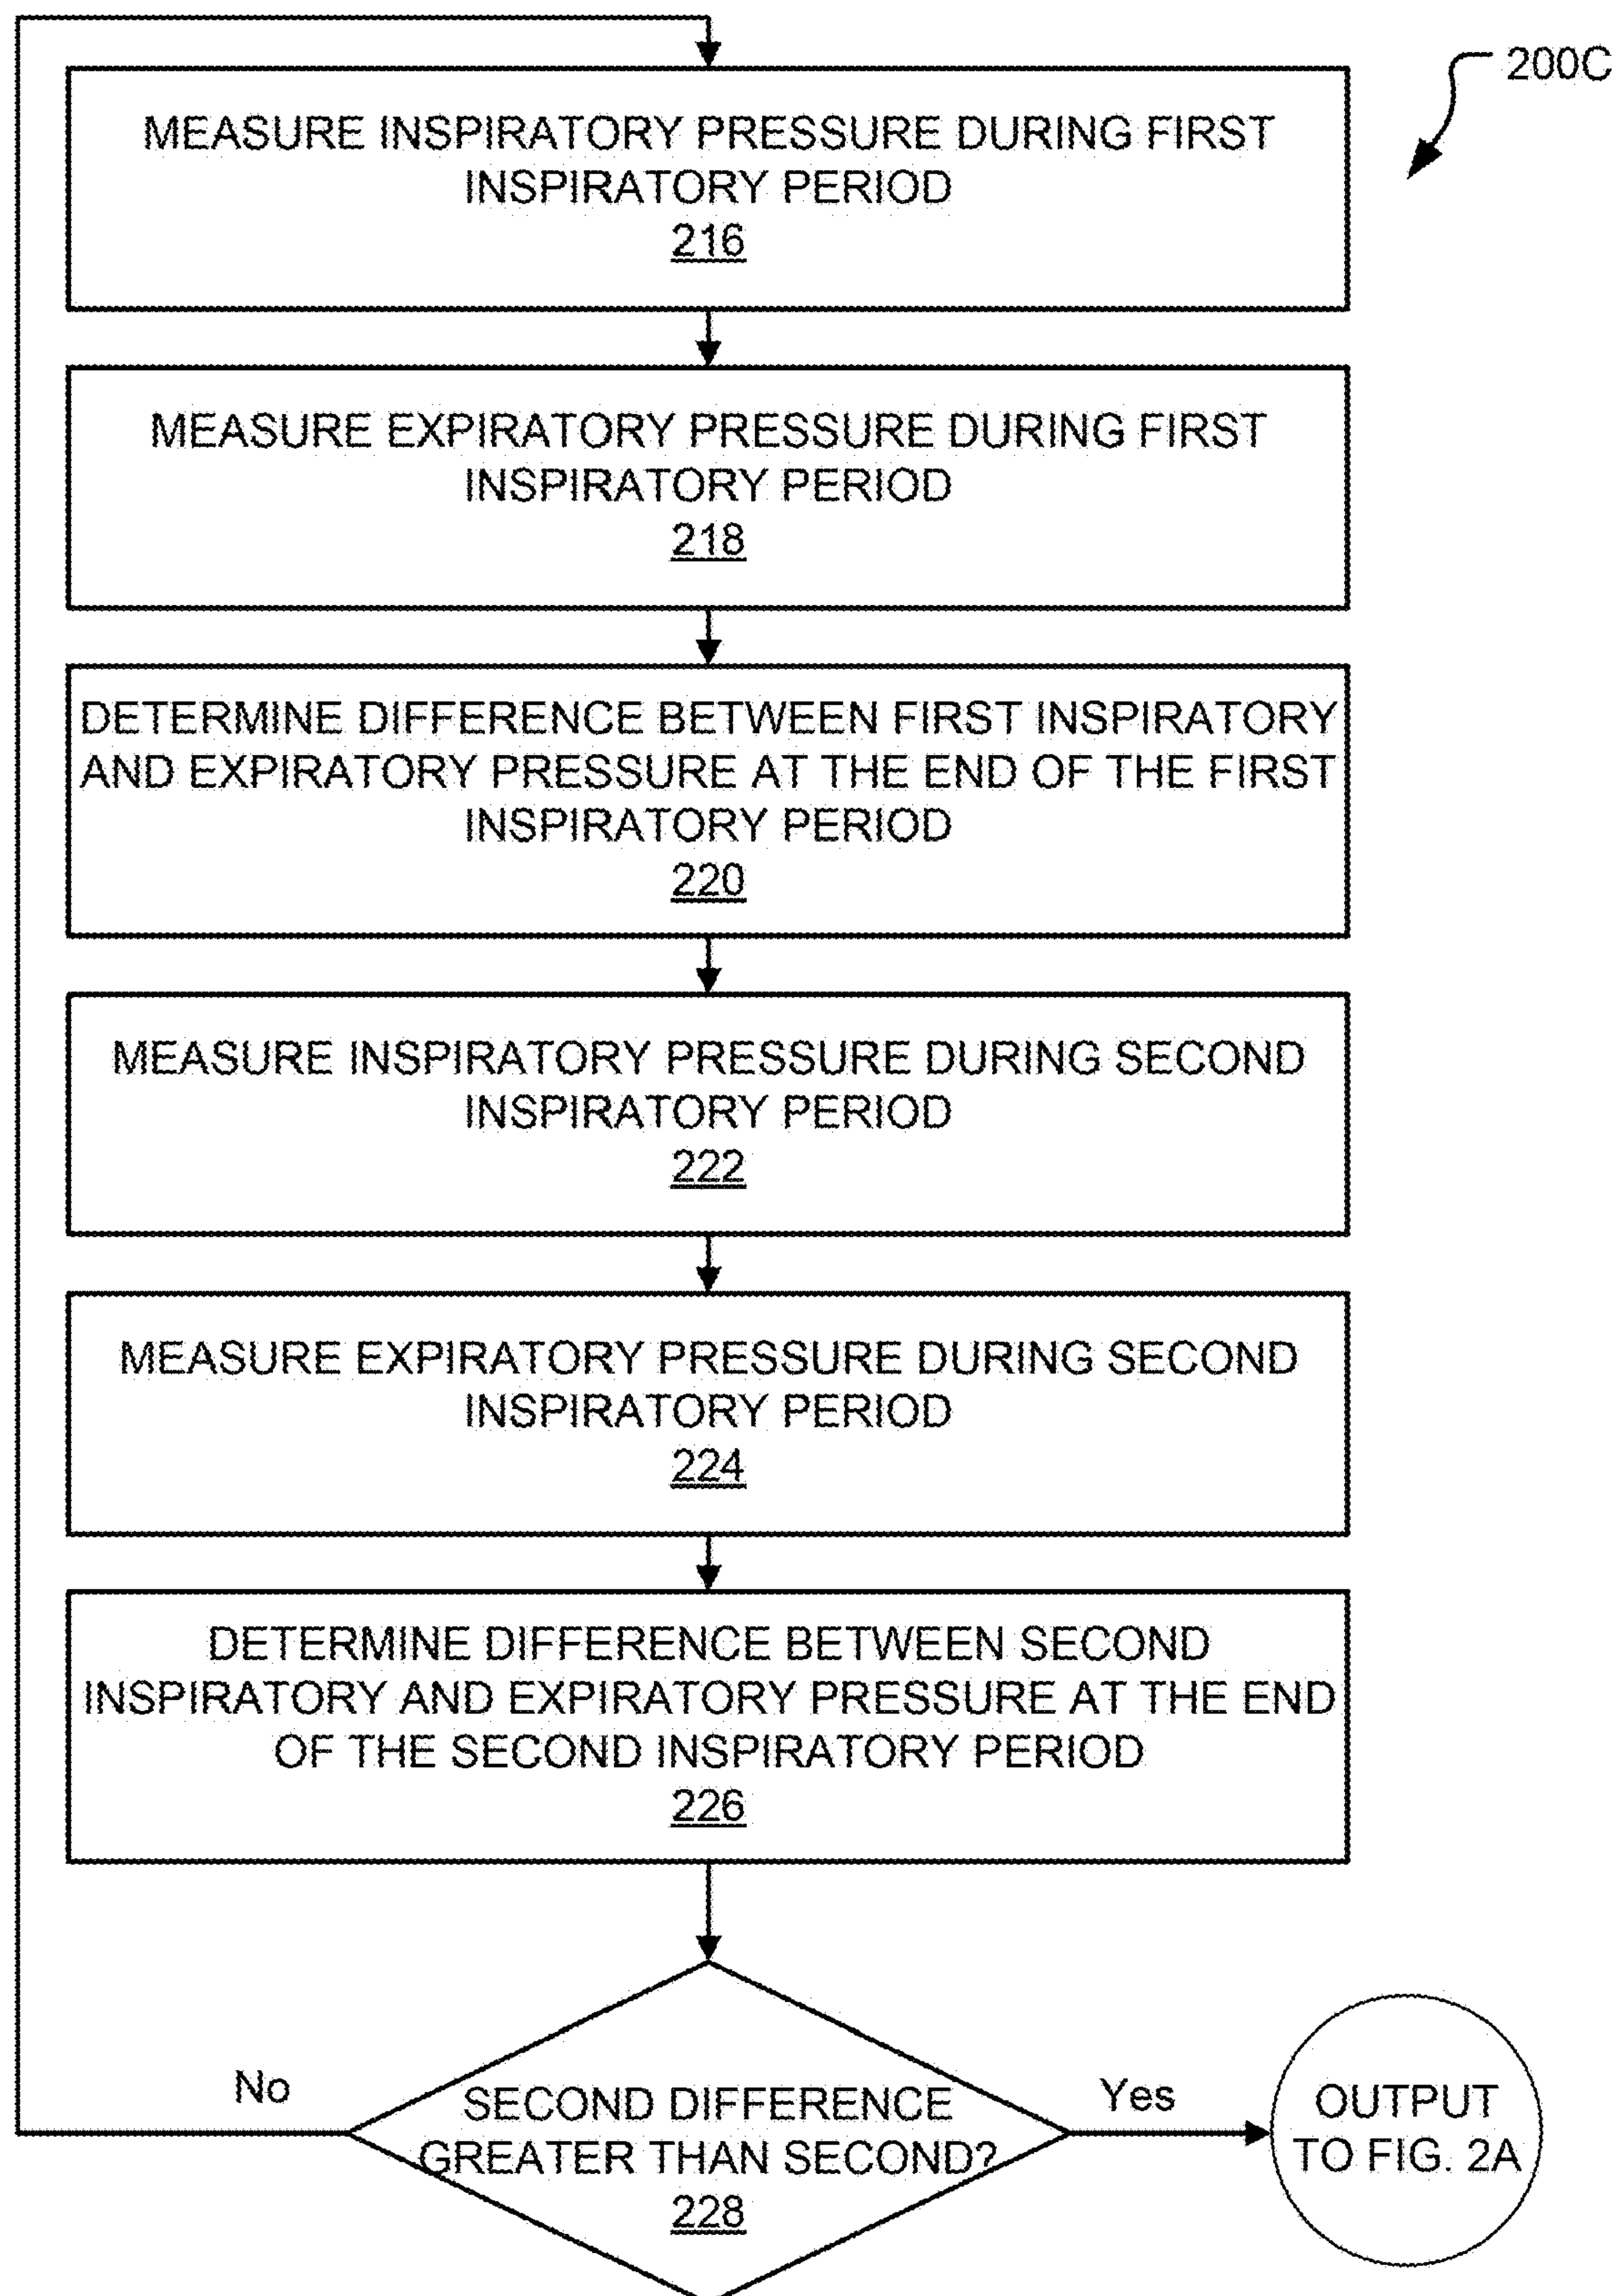 200C
MEASURE INSPIRATORY PRESSURE DURING FIRST
INSPIRATORY PERIOD
216
MEASURE EXPIRATORY PRESSURE DURING FIRST
INSPIRATORY PERIOD
218
DETERMINE DIFFERENCE BETWEEN FIRST INSPIRATORY
AND EXPIRATORY PRESSURE AT THE END OF THE FIRST
INSPIRATORY PERIOD
220
MEASURE INSPIRATORY PRESSURE DURING SECOND
INSPIRATORY PERIOD
222
MEASURE EXPIRATORY PRESSURE DURING SECOND
INSPIRATORY PERIOD
224
DETERMINE DIFFERENCE BETWEEN SECOND
INSPIRATORY AND EXPIRATORY PRESSURE AT THE END
OF THE SECOND INSPIRATORY PERIOD
226
No
SECOND DIFFERENCE
GREATER THAN SECOND?
228
Yes
OUTPUT
TO FIG. 2A